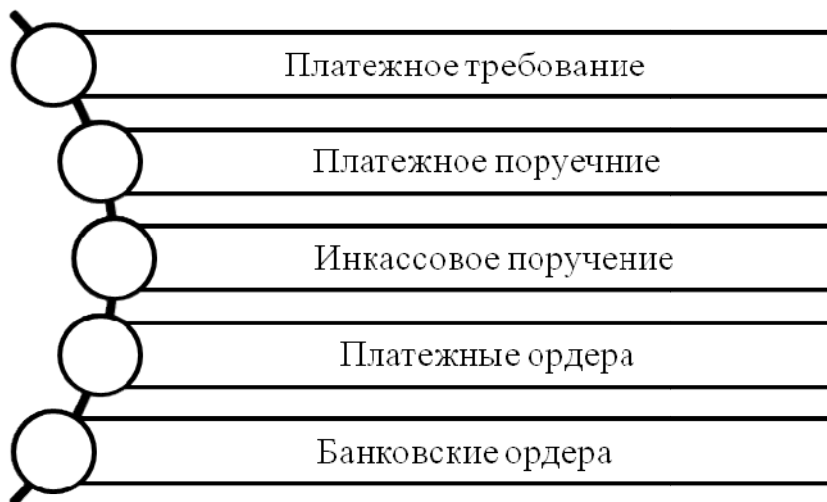 Платежное требование
Платежное поруечние
Инкассовое поручение
Платежные ордера
Банковские ордера